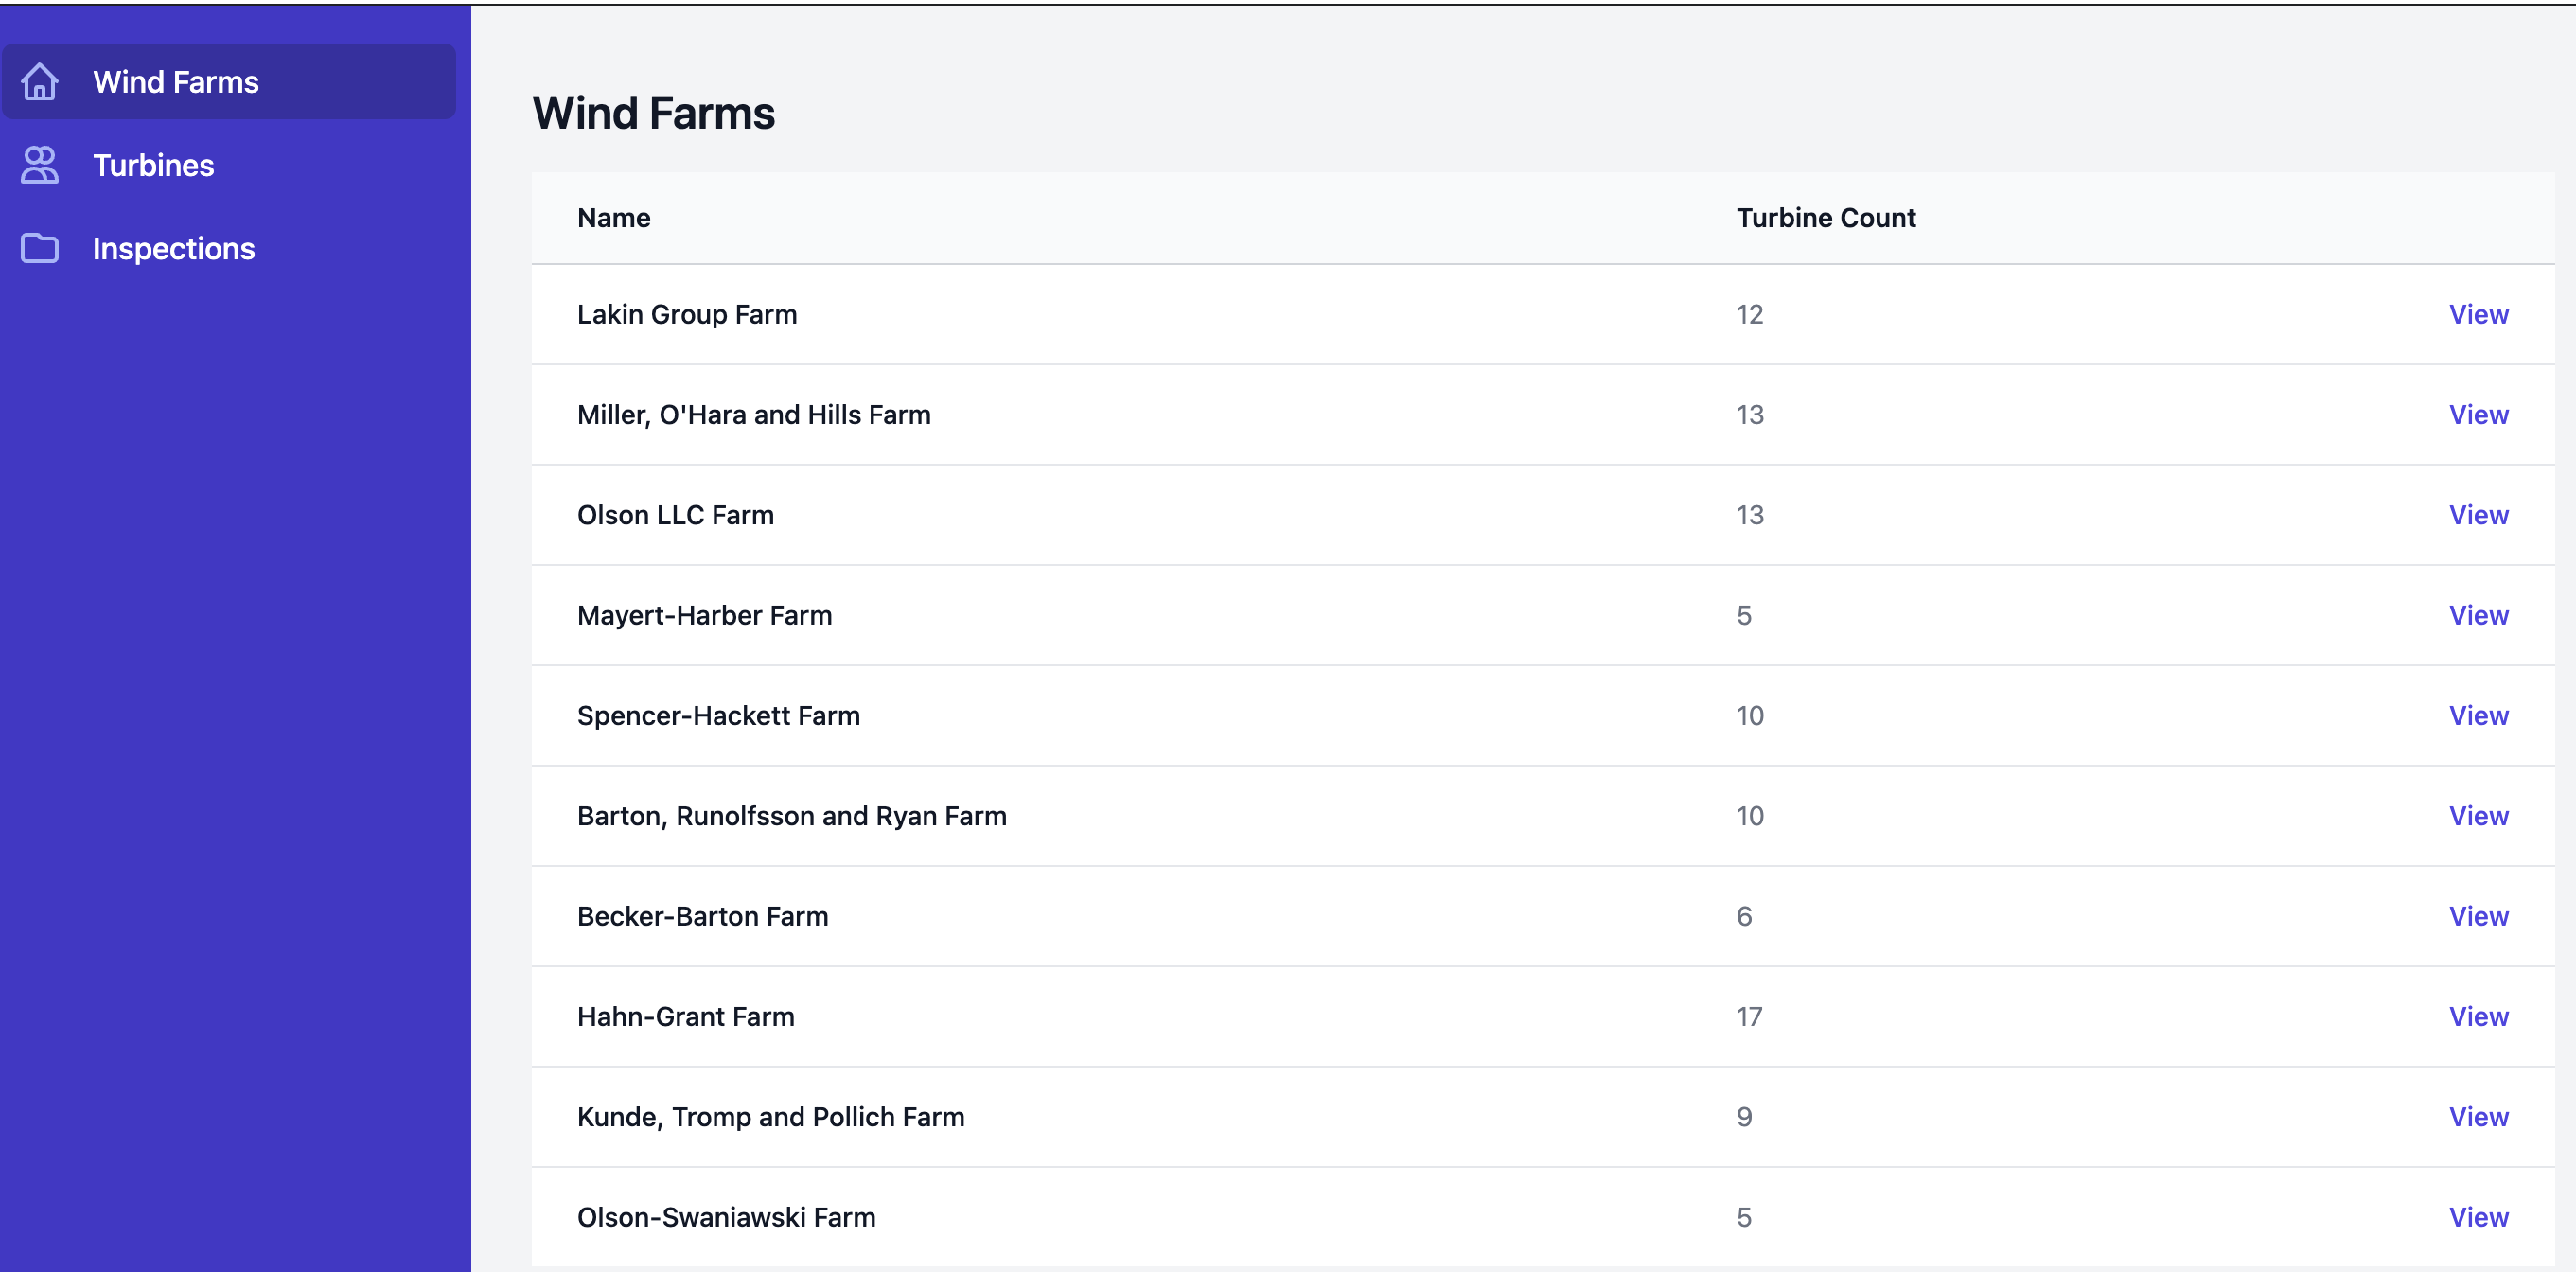 Wind Farms
Turbines
Inspections
Wind Farms
Name Turbine Count
Lakin Group Farm 12 View
Miller, O'Hara and Hills Farm 13 View
Olson LLC Farm 13 View
Mayert-Harber Farm 5 View
Spencer-Hackett Farm 10 View
Barton, Runolfsson and Ryan Farm 10 View
Becker-Barton Farm 6 View
Hahn-Grant Farm 17 View
Kunde, Tromp and Pollich Farm 9 View
Olson-Swaniawski Farm 5 View